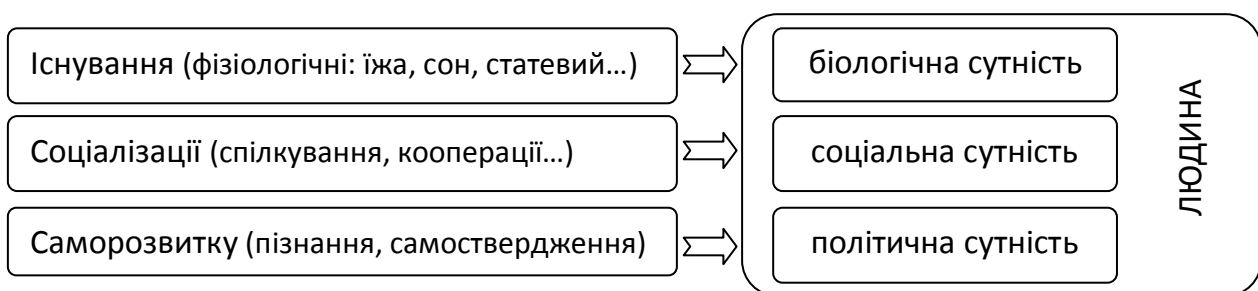 Існування (фізіологічні: їжа, сон, статевий…)
біологічна сутність
Соціалізації (спілкування, кооперації…)
соціальна сутність
Саморозвитку (пізнання, самоствердження)
політична сутність
ЛЮДИНА